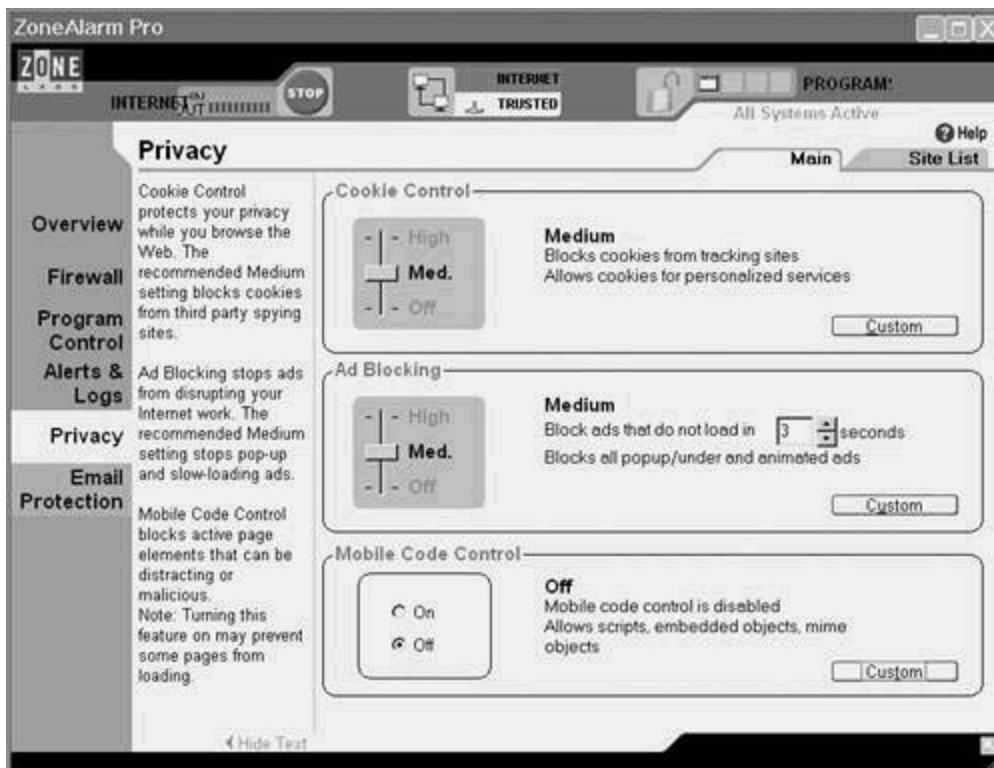 ZoneAlarm Pro
ZONE
LABS
INTERNET
IN
OUT
STOP
INTERNET
TRUSTED
PROGRAMS
All Systems Active
Help
Privacy
Main
Site List
Overview
Firewall
Program
Control
Alerts &
Logs
Privacy
Email
Protection
Cookie Control
protects your privacy
while you browse the
Web. The
recommended Medium
setting blocks cookies
from third party spying
sites.
Ad Blocking stops ads
from disrupting your
Internet work. The
recommended Medium
setting stops pop-up
and slow-loading ads.
Mobile Code Control
blocks active page
elements that can be
distracting or
malicious.
Note: Turning this
feature on may prevent
some pages from
loading.
Hide Text
Cookie Control
High
Med.
Off
Medium
Blocks cookies from tracking sites
Allows cookies for personalized services
Custom
Ad Blocking
High
Med.
Off
Medium
Block ads that do not load in 3 seconds
Blocks all popup/under and animated ads
Custom
Mobile Code Control
On
Off
Off
Mobile code control is disabled
Allows scripts, embedded objects, mime
objects
Custom